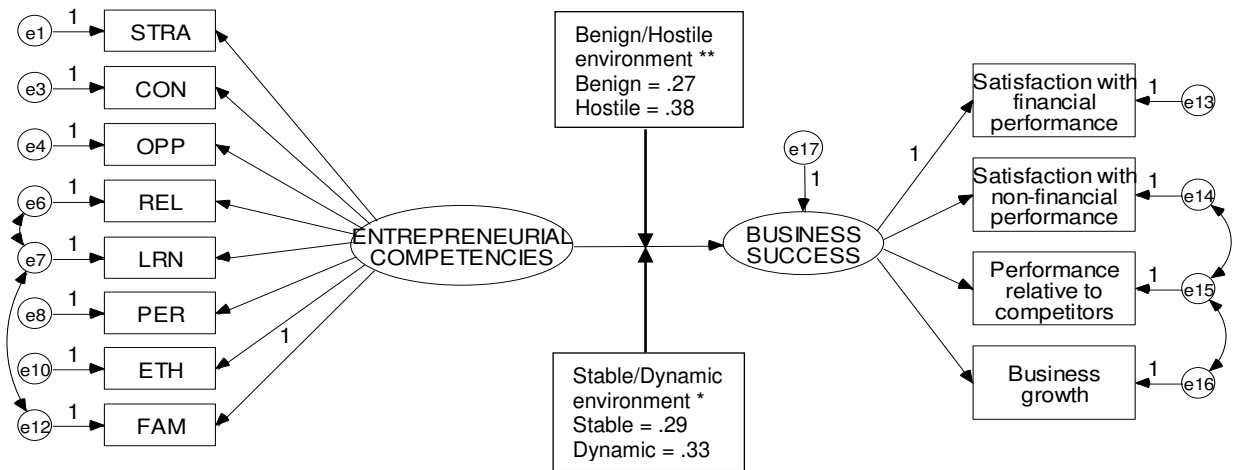 e1
1
STRA
e3
1
CON
e4
1
OPP
e6
1
REL
e7
1
LRN
e8
1
PER
e10
1
ETH
e12
1
FAM
1
ENTREPRENEURIAL
COMPETENCIES
Benign/Hostile
environment **
Benign = .27
Hostile = .38
Stable/Dynamic
environment *
Stable = .29
Dynamic = .33
e17
1
BUSINESS
SUCCESS
1
Satisfaction with
financial
performance
1
e13
Satisfaction with
non-financial
performance
1
e14
Performance
relative to
competitors
1
e15
Business
growth
1
e16